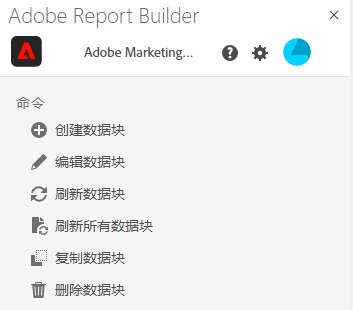 Adobe Report Builder
Adobe Marketing...
命令
创建数据块
编辑数据块
刷新数据块
刷新所有数据块
复制数据块
删除数据块